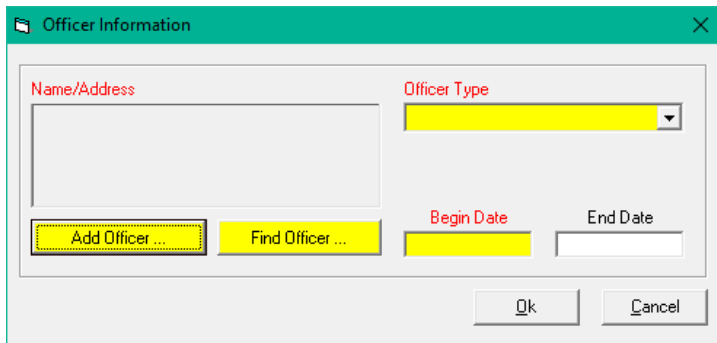 Officer Information
Name/Address
Officer Type
Add Officer ...
Find Officer ...
Begin Date
End Date
Ok
Cancel